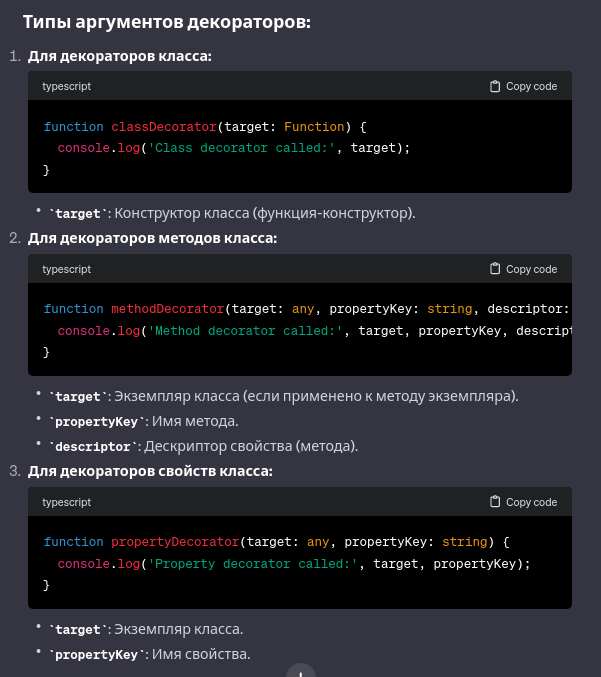 Типы аргументов декораторов:
1. Для декораторов класса:
typescript Copy code
function classDecorator(target: Function) {
  console.log('Class decorator called:', target);
}
• `target`: Конструктор класса (функция-конструктор).
2. Для декораторов методов класса:
typescript Copy code
function methodDecorator(target: any, propertyKey: string, descriptor:
  console.log('Method decorator called:', target, propertyKey, descript
}
• `target`: Экземпляр класса (если применено к методу экземпляра).
• `propertyKey`: Имя метода.
• `descriptor`: Дескриптор свойства (метода).
3. Для декораторов свойств класса:
typescript Copy code
function propertyDecorator(target: any, propertyKey: string) {
  console.log('Property decorator called:', target, propertyKey);
}
• `target`: Экземпляр класса.
• `propertyKey`: Имя свойства.